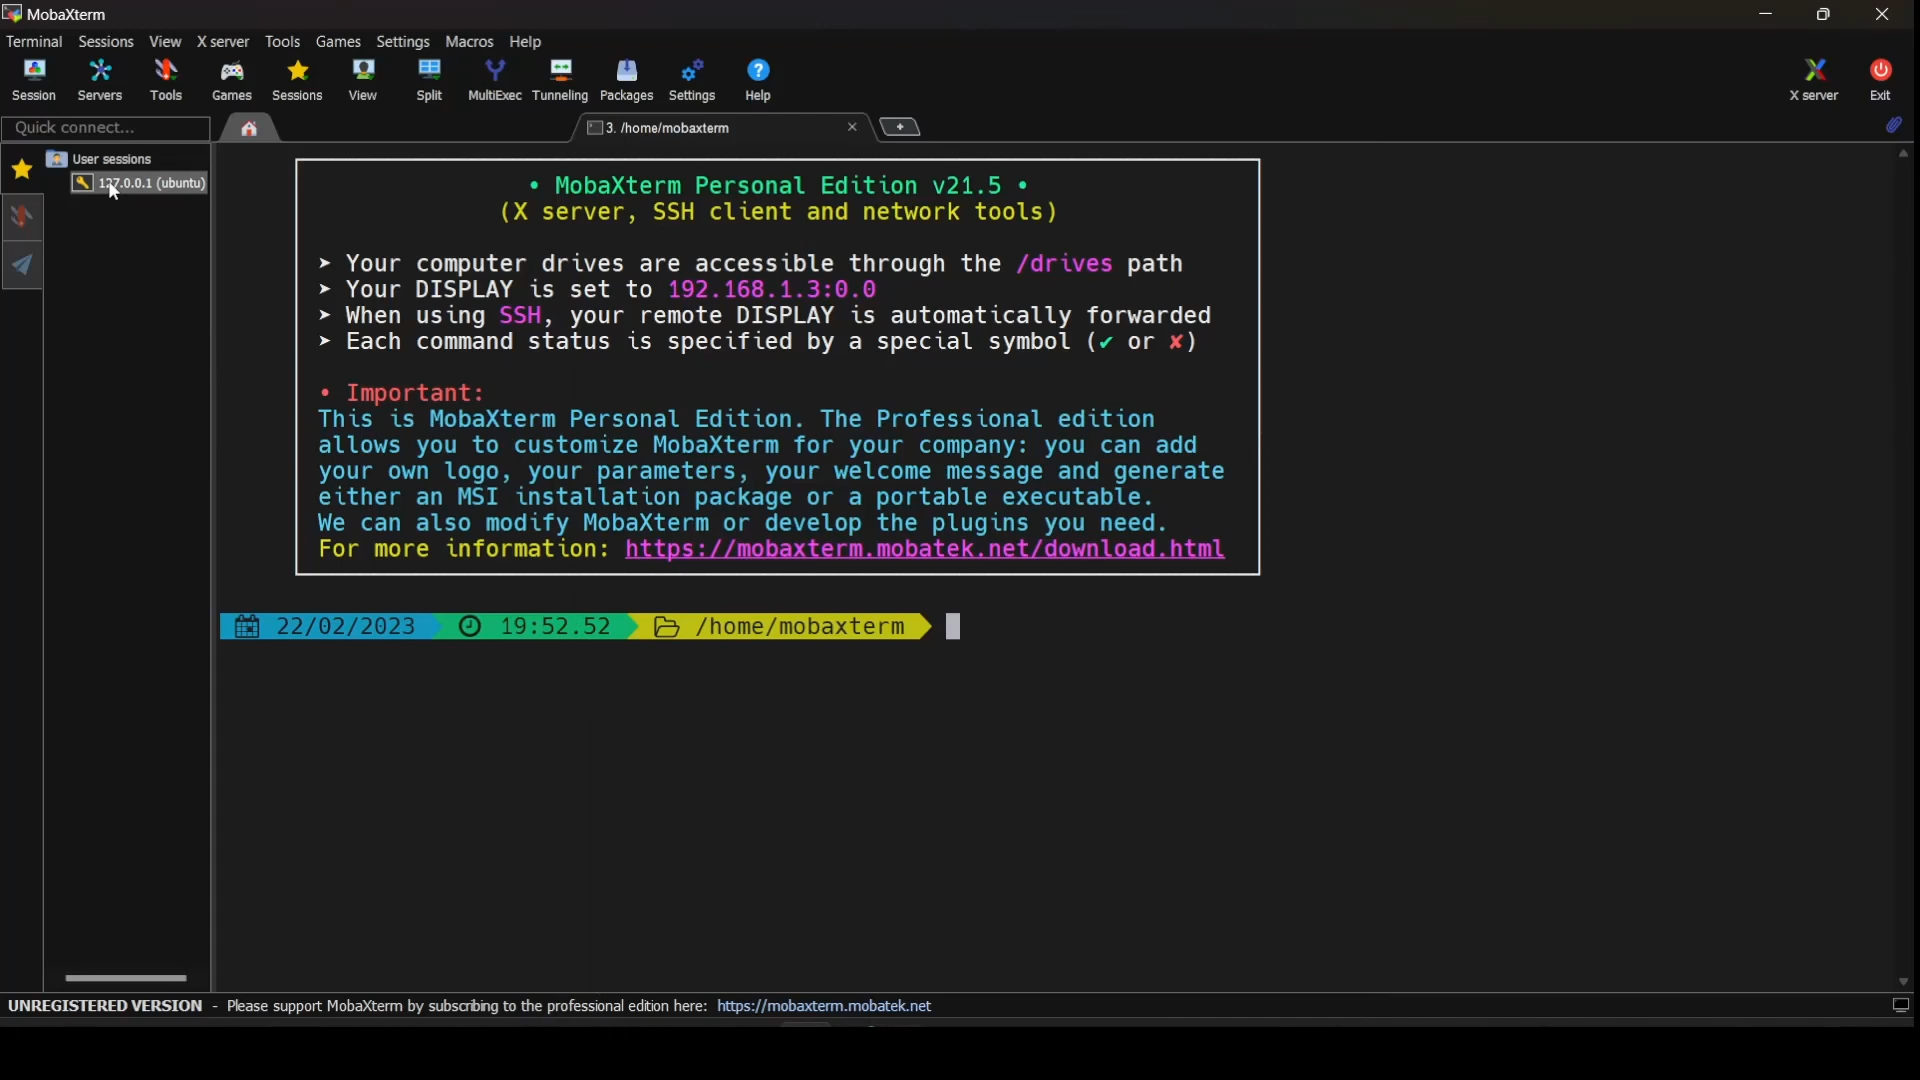 MobaXterm
Terminal Sessions View X server Tools Games Settings Macros Help
Session Servers Tools Games Sessions View Split MultiExec Tunneling Packages Settings Help X server Exit
Quick connect... 3. /home/mobaxterm
User sessions
127.0.0.1 (ubuntu)
• MobaXterm Personal Edition v21.5 •
(X server, SSH client and network tools)
➤ Your computer drives are accessible through the /drives path
➤ Your DISPLAY is set to 192.168.1.3:0.0
➤ When using SSH, your remote DISPLAY is automatically forwarded
➤ Each command status is specified by a special symbol (✔ or ✘)
• Important:
This is MobaXterm Personal Edition. The Professional edition
allows you to customize MobaXterm for your company: you can add
your own logo, your parameters, your welcome message and generate
either an MSI installation package or a portable executable.
We can also modify MobaXterm or develop the plugins you need.
For more information: https://mobaxterm.mobatek.net/download.html
22/02/2023 19:52.52 /home/mobaxterm
UNREGISTERED VERSION - Please support MobaXterm by subscribing to the professional edition here: https://mobaxterm.mobatek.net